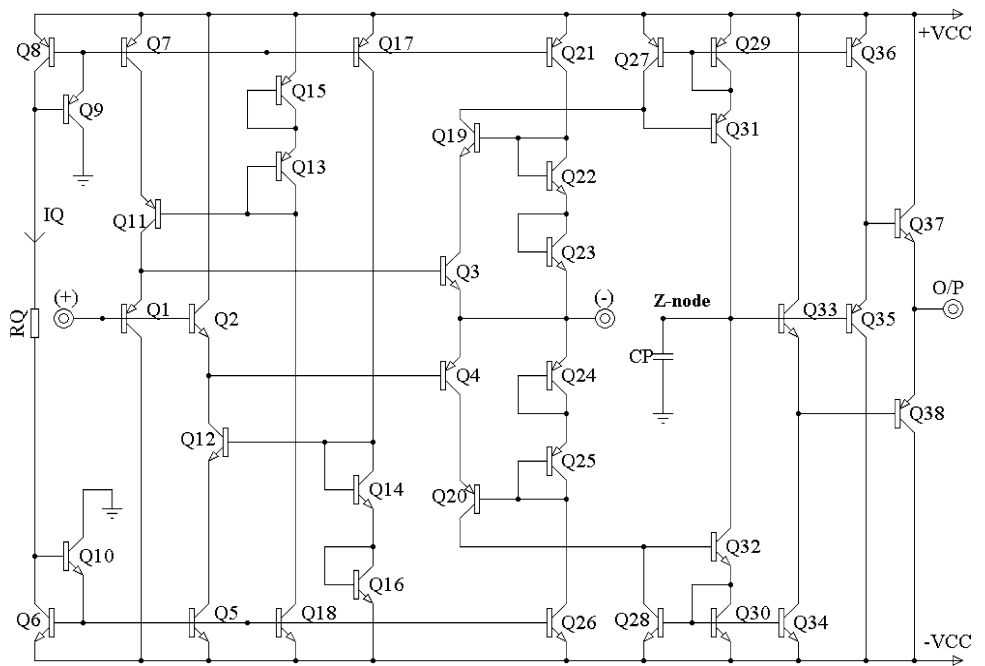 Q8 Q7 Q17 Q21 Q27 Q29 Q36 +VCC
Q9 Q15 Q19 Q22 Q31
Q13
IQ Q11 Q23 Q37
Q3
RQ (+) Q1 Q2 (-) Z-node Q33 Q35 O/P
CP
Q4 Q24 Q38
Q12 Q25
Q14 Q20
Q10 Q32
Q16
Q6 Q5 Q18 Q26 Q28 Q30 Q34
-VCC